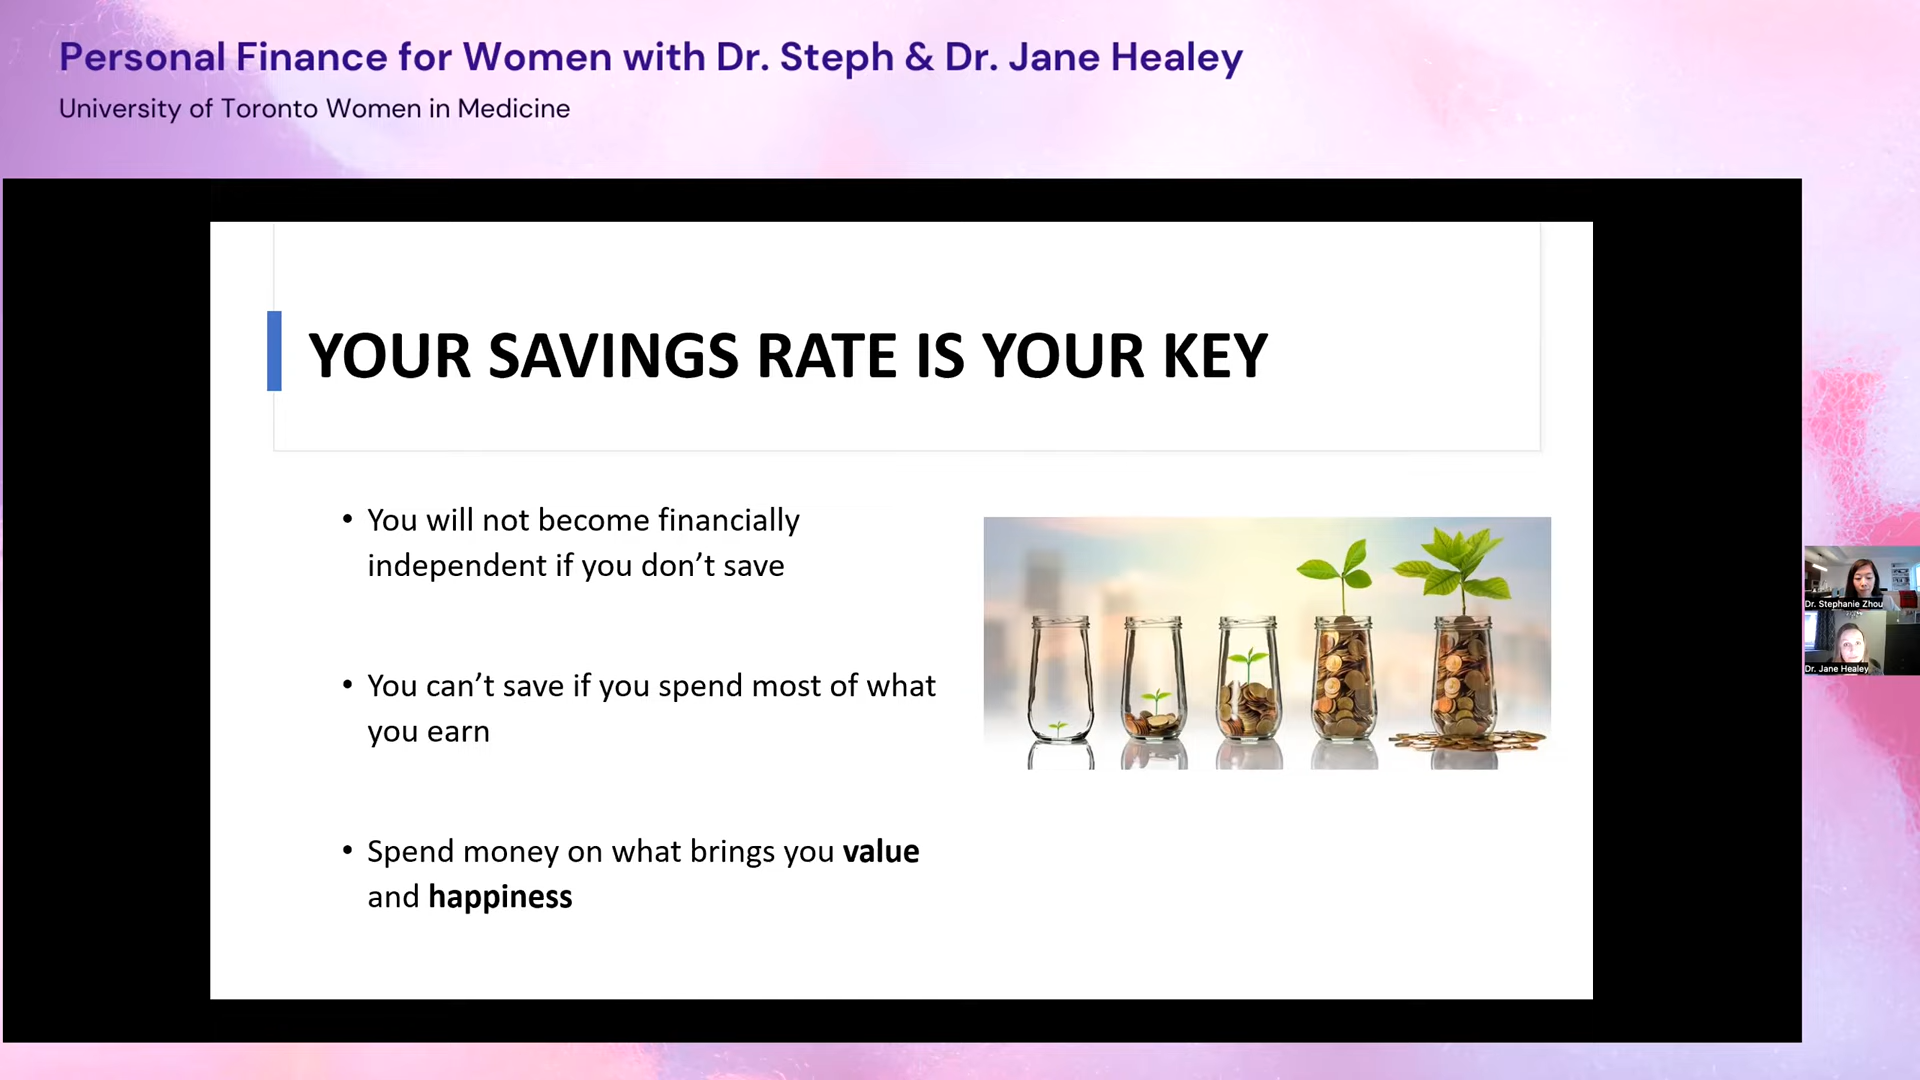 Personal Finance for Women with Dr. Steph & Dr. Jane Healey
University of Toronto Women in Medicine
YOUR SAVINGS RATE IS YOUR KEY
• You will not become financially
independent if you don’t save
• You can’t save if you spend most of what
you earn
• Spend money on what brings you value
and happiness
Dr. Stephanie Zhou
Dr. Jane Healey